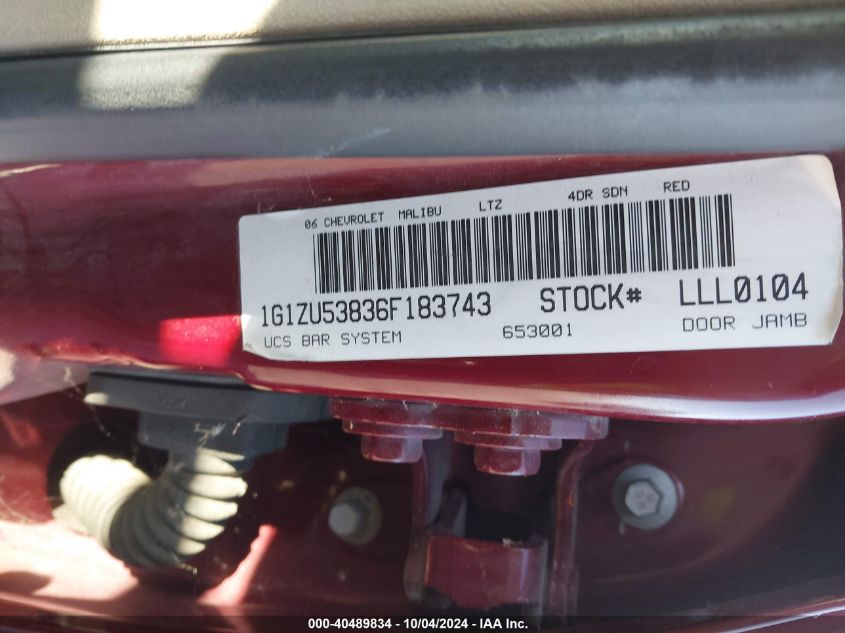 06 CHEVROLET MALIBU LTZ 4DR SDN RED
1G1ZU53836F183743 STOCK# LLL0104
UCS BAR SYSTEM 653001 DOOR JAMB
000-40489834 - 10/04/2024 - IAA Inc.